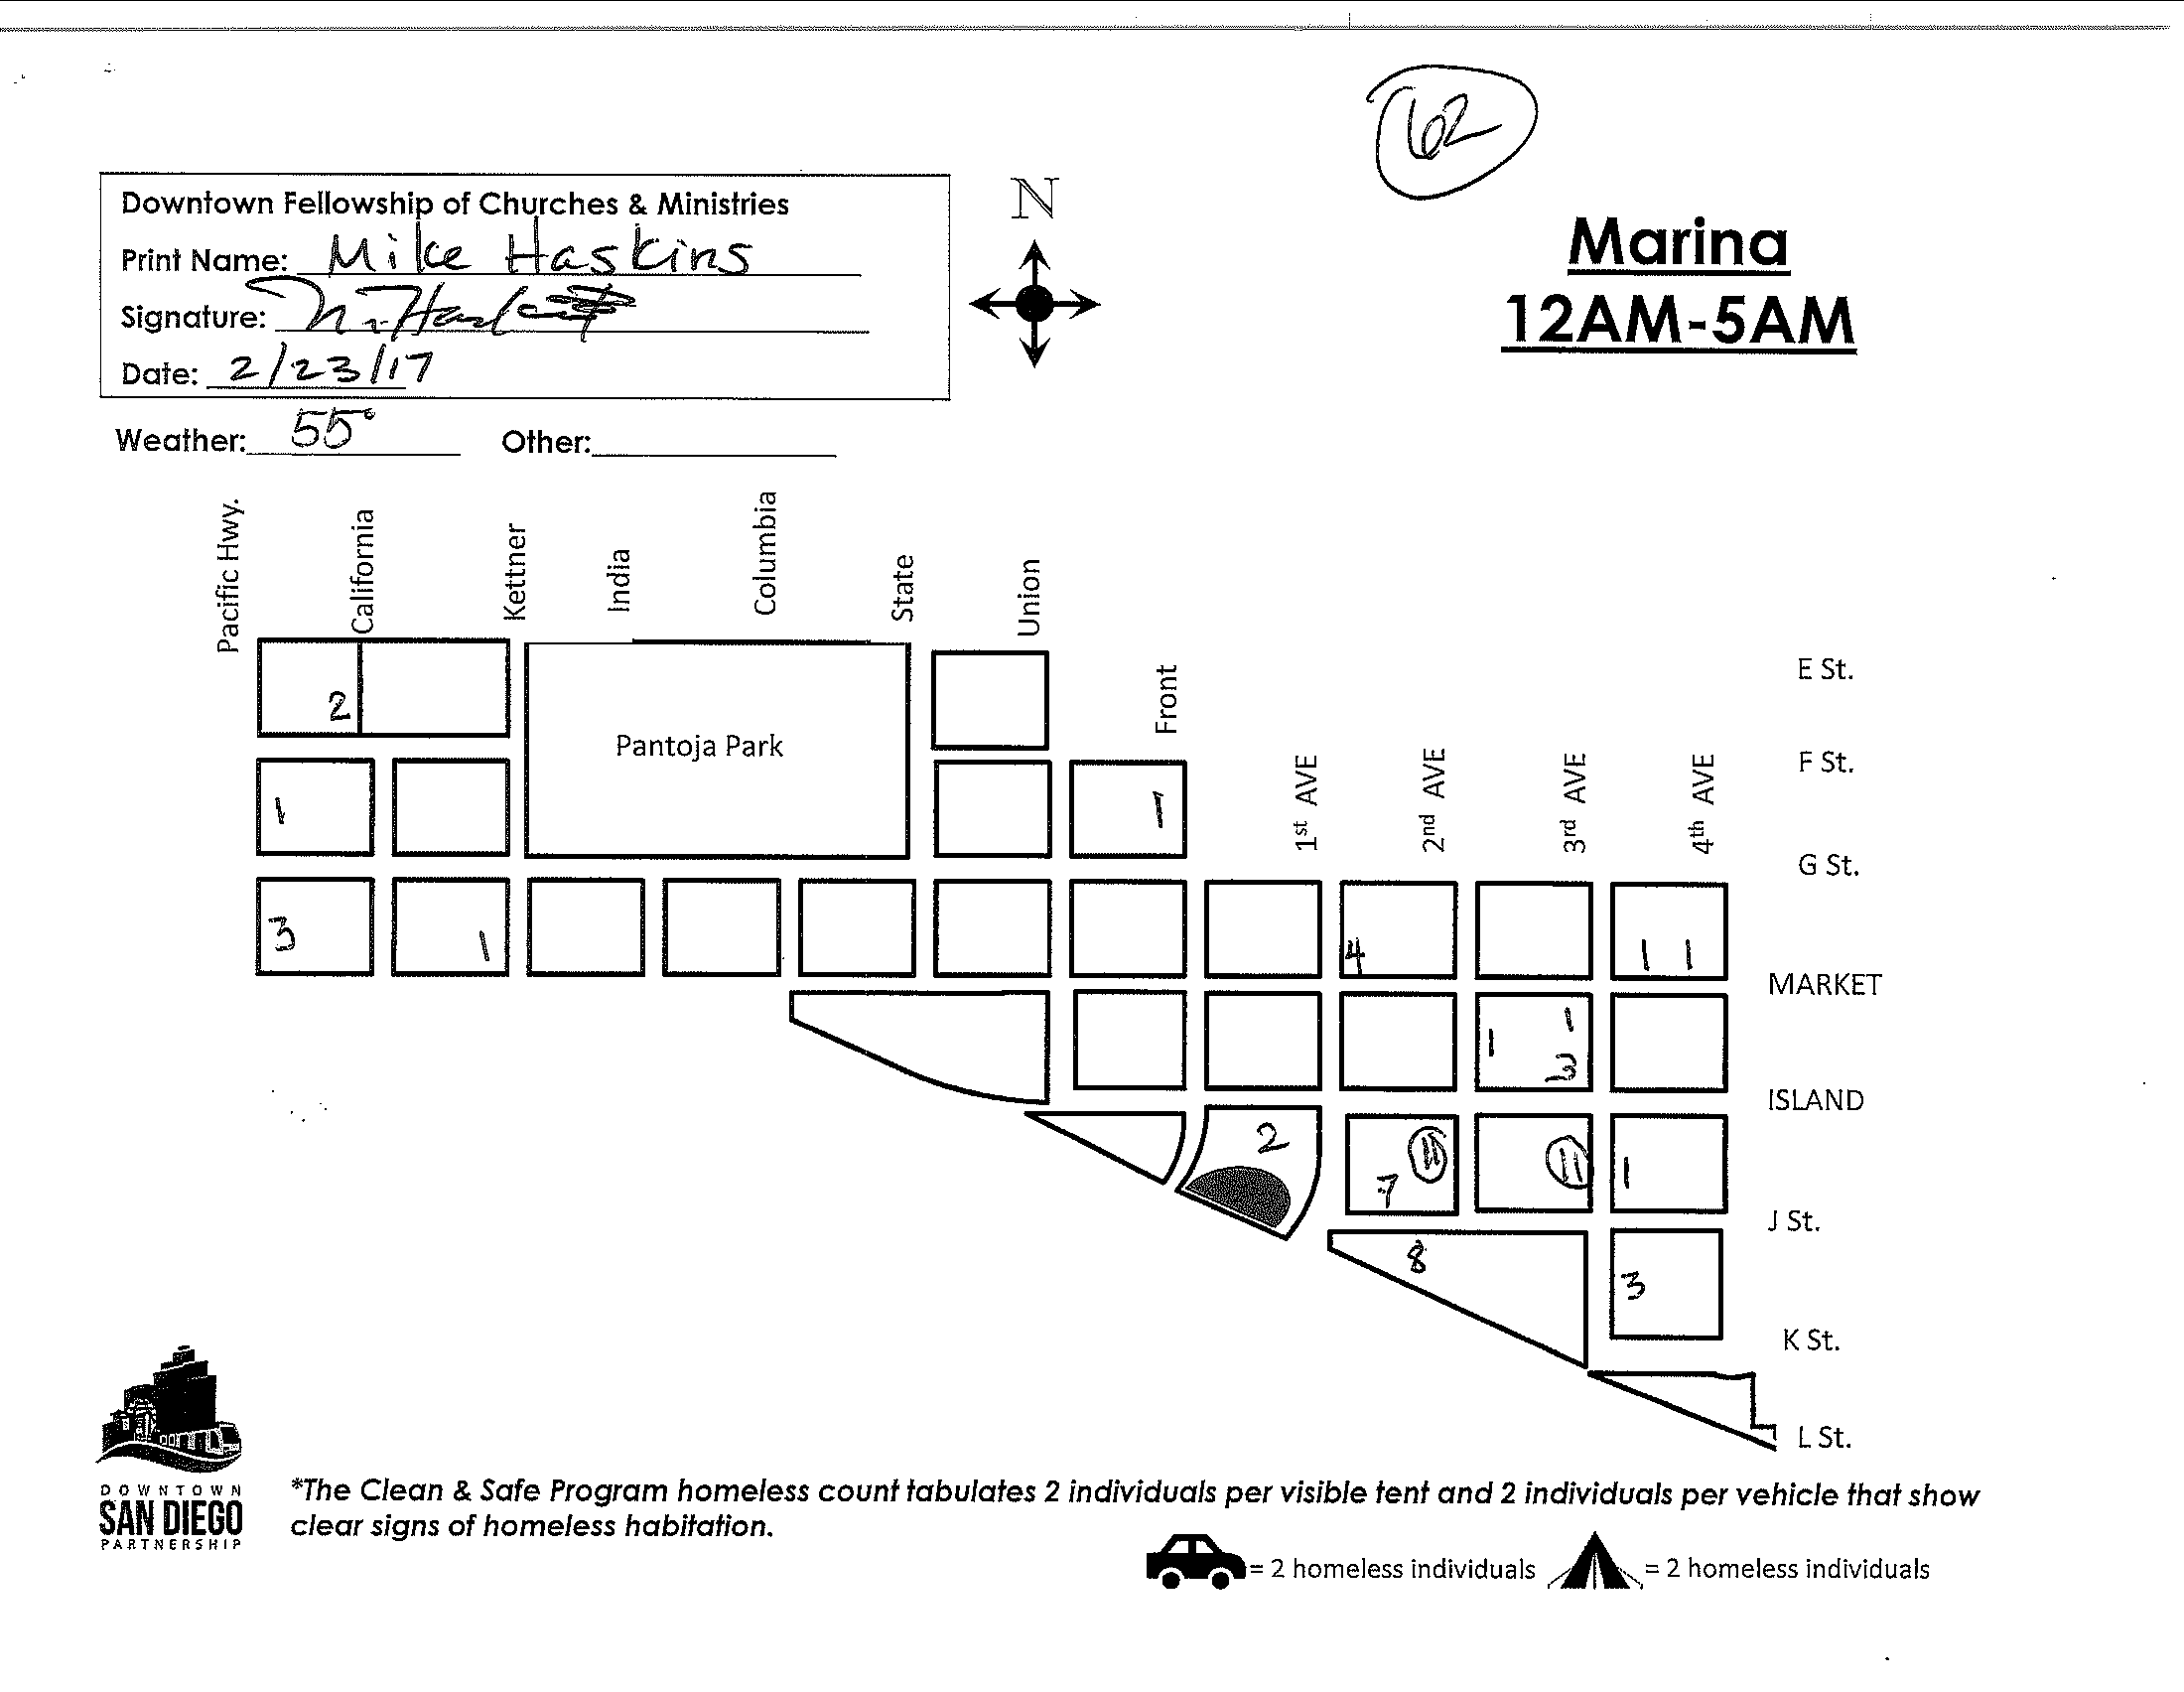 62
Downtown Fellowship of Churches & Ministries
Print Name: Mike Haskins
Signature:
Date: 2/23/17
Weather: 55° Other:
N
Marina
12AM-5AM
Pacific Hwy.
California
Kettner
India
Columbia
State
Union
Front
1st AVE
2nd AVE
3rd AVE
4th AVE
E St.
2
Pantoja Park
F St.
1
1
G St.
3
1
4
1 1
MARKET
1
1
3
ISLAND
2
7
11
11
1
J St.
8
3
K St.
L St.
DOWNTOWN
SAN DIEGO
PARTNERSHIP
*The Clean & Safe Program homeless count tabulates 2 individuals per visible tent and 2 individuals per vehicle that show
clear signs of homeless habitation.
= 2 homeless individuals
= 2 homeless individuals